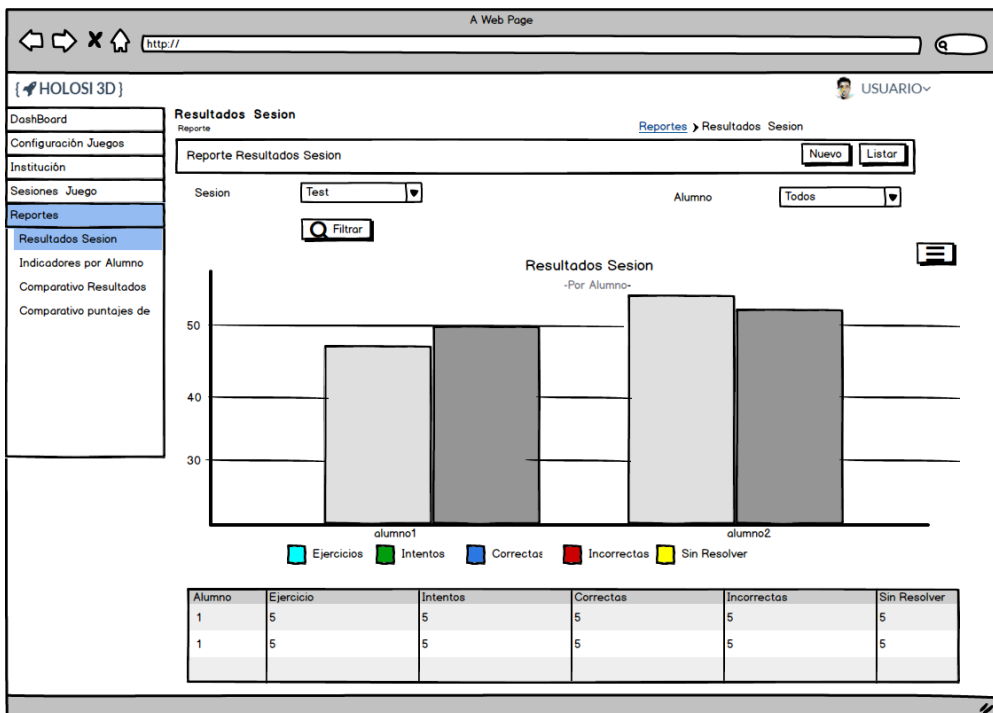 A Web Page
http://
{ HOLOSI 3D }
USUARIO
DashBoard
Configuración Juegos
Institución
Sesiones Juego
Reportes
Resultados Sesion
Indicadores por Alumno
Comparativo Resultados
Comparativo puntajes de
Resultados Sesion
Reporte
Reportes > Resultados Sesion
Reporte Resultados Sesion
Nuevo
Listar
Sesion
Test
Alumno
Todos
Filtrar
Resultados Sesion
-Por Alumno-
50
40
30
alumno1
alumno2
Ejercicios Intentos Correctas Incorrectas Sin Resolver
Alumno Ejercicio Intentos Correctas Incorrectas Sin Resolver
1 5 5 5 5 5
1 5 5 5 5 5